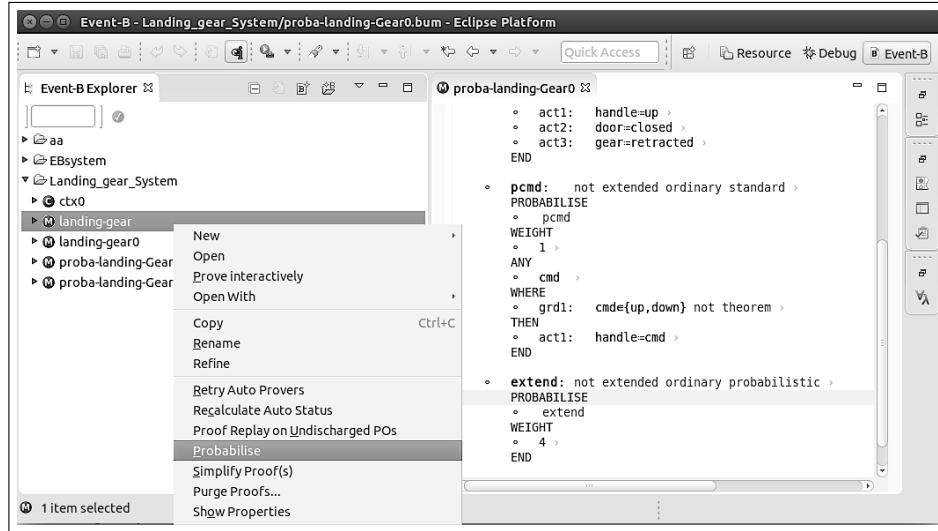 Event-B - Landing_gear_System/proba-landing-Gear0.bum - Eclipse Platform
Quick Access
Resource
Debug
Event-B
Event-B Explorer
aa
EBsystem
Landing_gear_System
ctx0
landing-gear
landing-gear0
proba-landing-Gear
proba-landing-Gear
New
Open
Prove interactively
Open With
Copy Ctrl+C
Rename
Refine
Retry Auto Provers
Recalculate Auto Status
Proof Replay on Undischarged POs
Probabilise
Simplify Proof(s)
Purge Proofs...
Show Properties
proba-landing-Gear0
act1: handle≔up ›
act2: door≔closed ›
act3: gear≔retracted ›
END
pcmd: not extended ordinary standard ›
PROBABILISE
pcmd
WEIGHT
1 ›
ANY
cmd ›
WHERE
grd1: cmd∈{up,down} not theorem ›
THEN
act1: handle≔cmd ›
END
extend: not extended ordinary probabilistic ›
PROBABILISE
extend
WEIGHT
4 ›
END
1 item selected